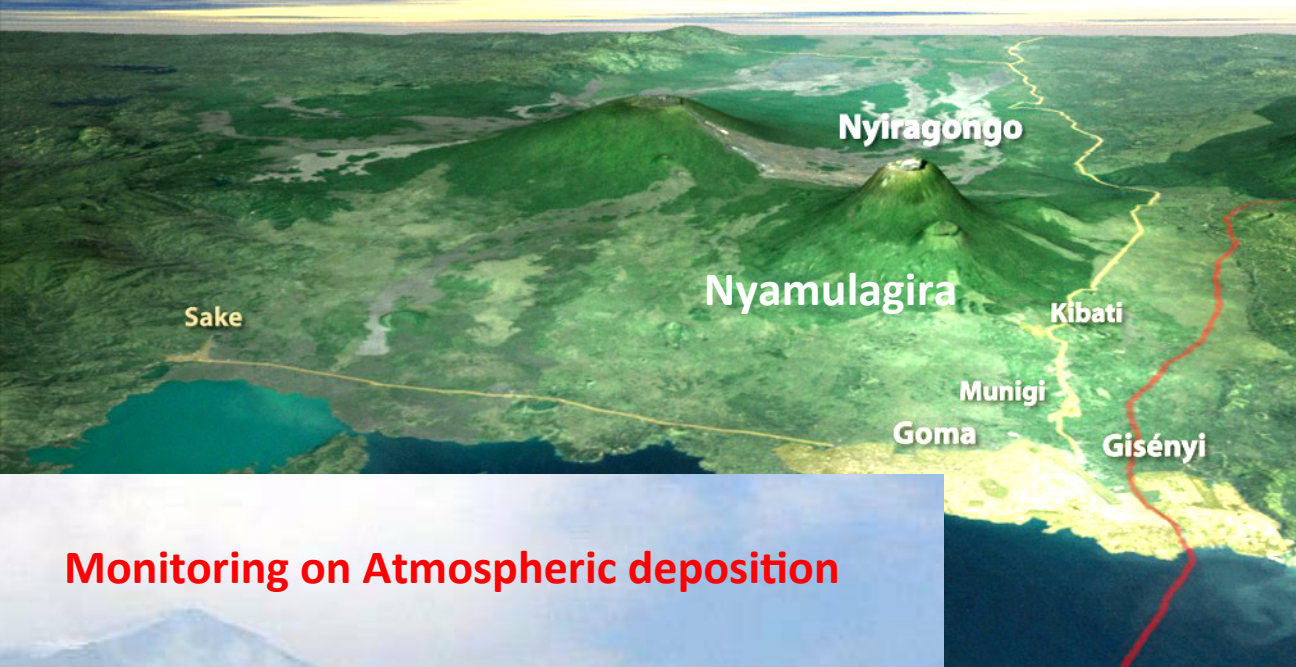 Nyiragongo
Nyamulagira
Sake
Kibati
Munigi
Goma
Gisényi
Monitoring on Atmospheric deposition